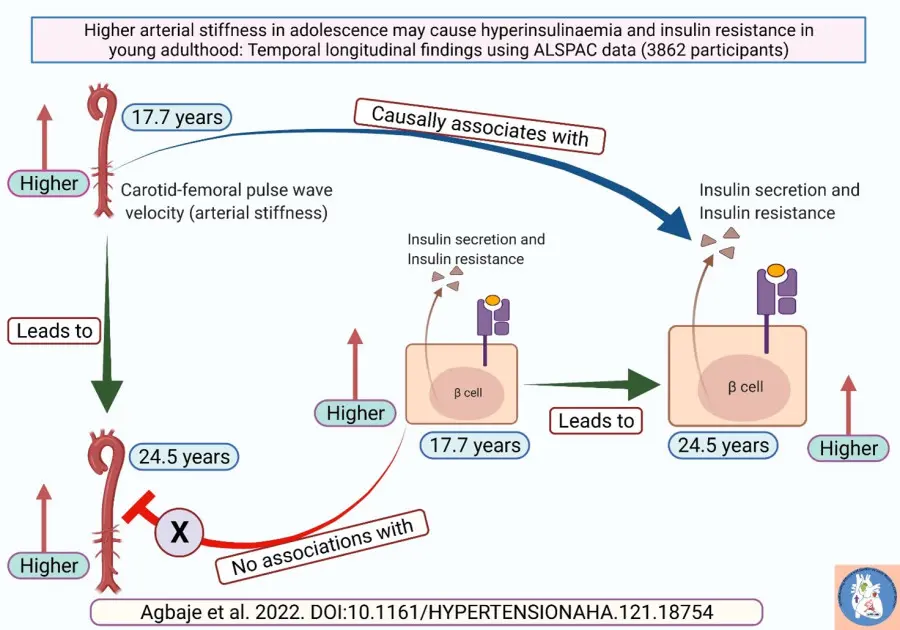 Higher arterial stiffness in adolescence may cause hyperinsulinaemia and insulin resistance in
young adulthood: Temporal longitudinal findings using ALSPAC data (3862 participants)
17.7 years
Causally associates with
Higher
Carotid-femoral pulse wave
velocity (arterial stiffness)
Insulin secretion and
Insulin resistance
Insulin secretion and
Insulin resistance
Leads to
β cell
β cell
Higher
Leads to
17.7 years
24.5 years
Higher
24.5 years
X
No associations with
Higher
Agbaje et al. 2022. DOI:10.1161/HYPERTENSIONAHA.121.18754